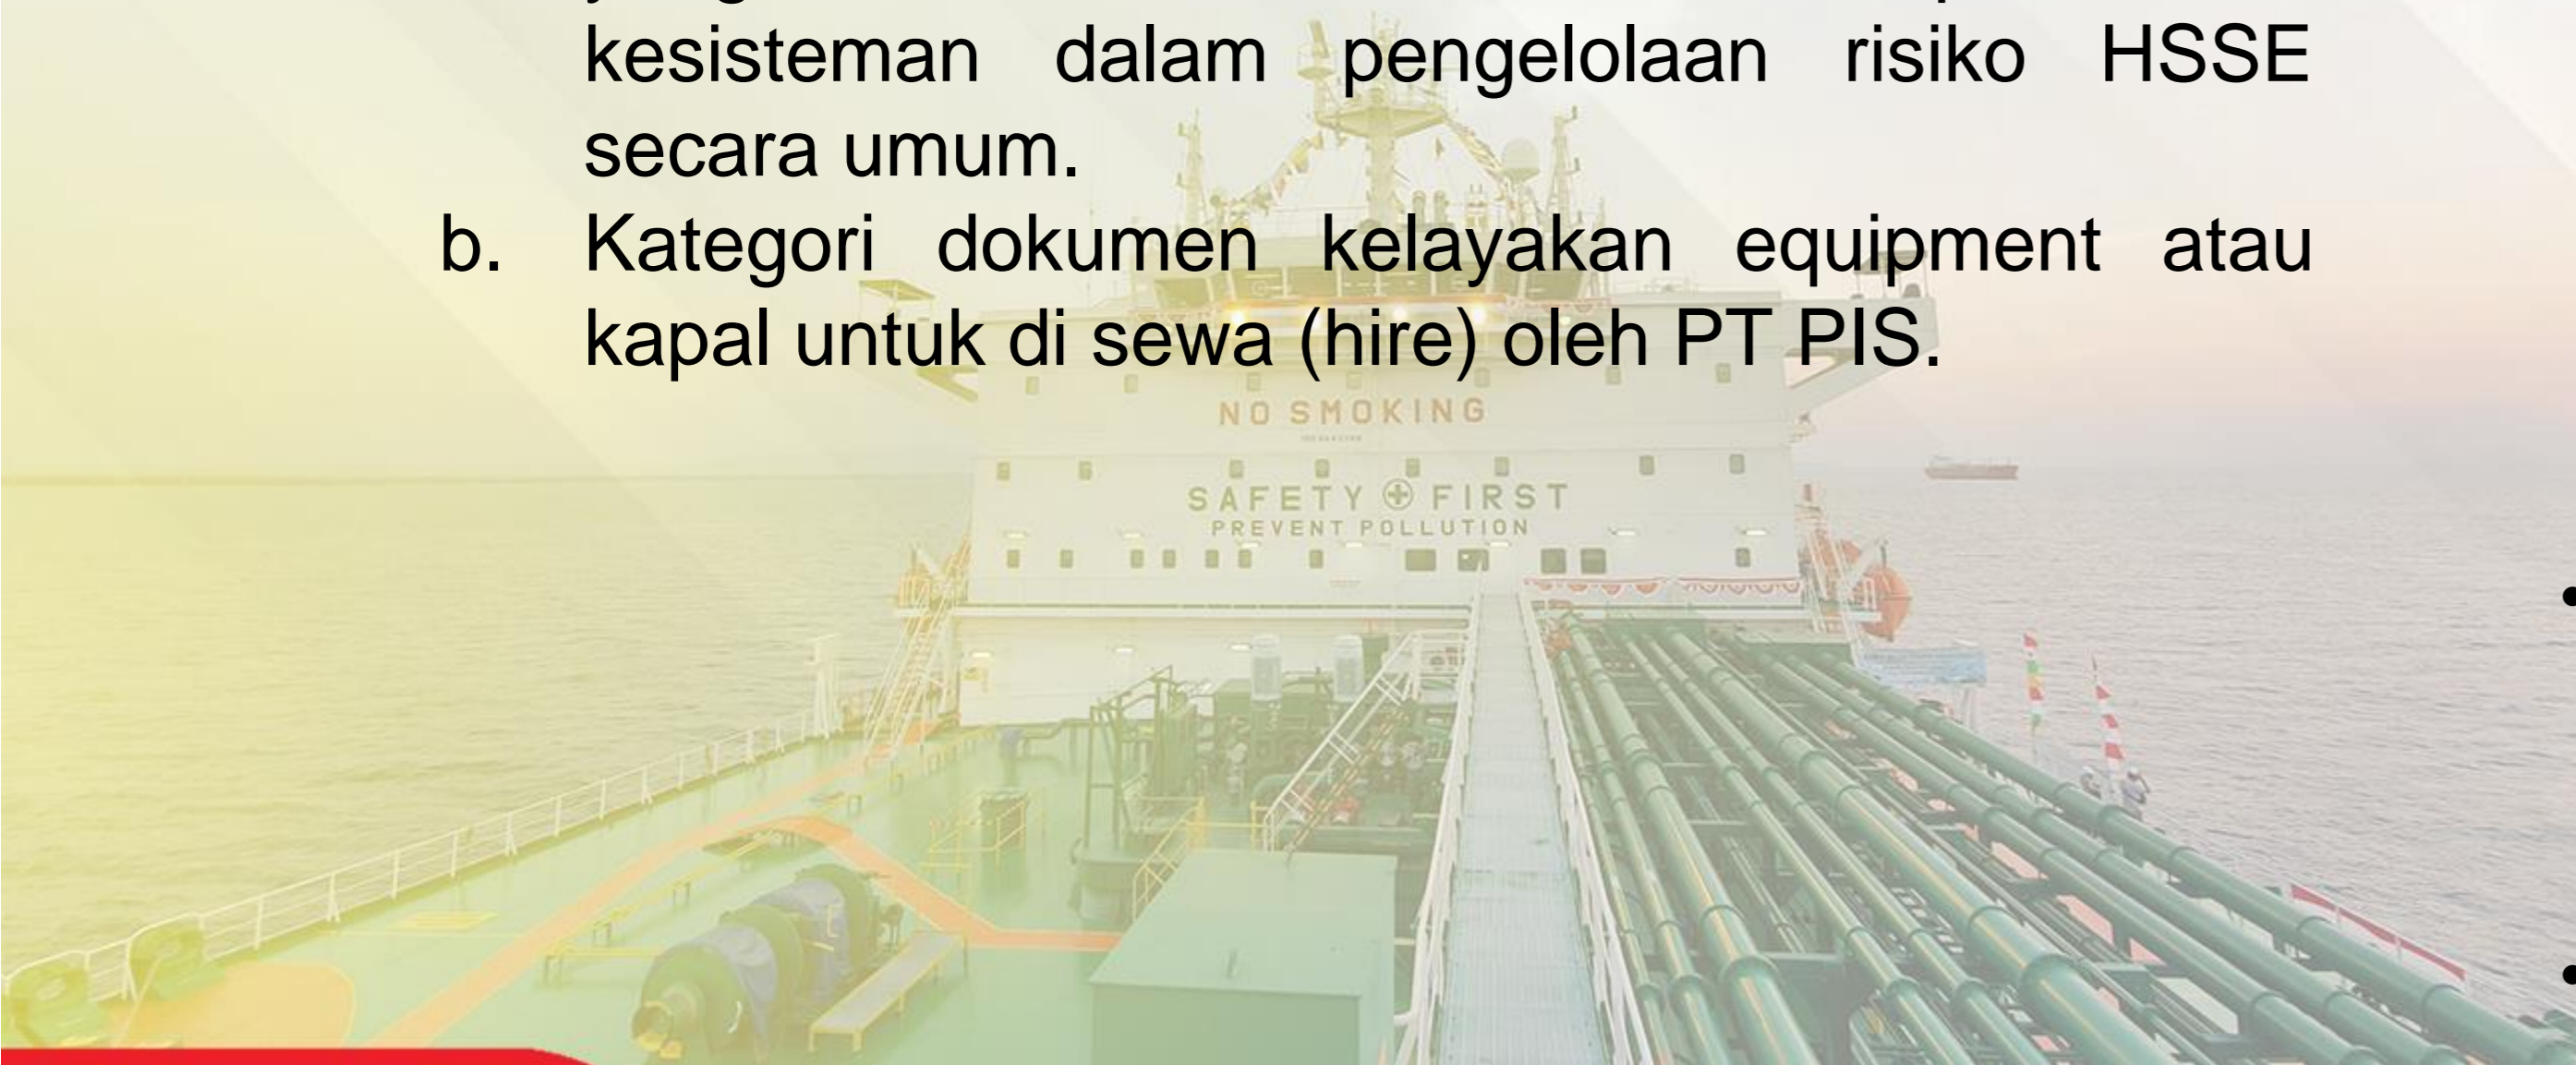 kesisteman dalam pengelolaan risiko HSSE
secara umum.
b. Kategori dokumen kelayakan equipment atau
kapal untuk di sewa (hire) oleh PT PIS.
NO SMOKING
SAFETY FIRST
PREVENT POLLUTION